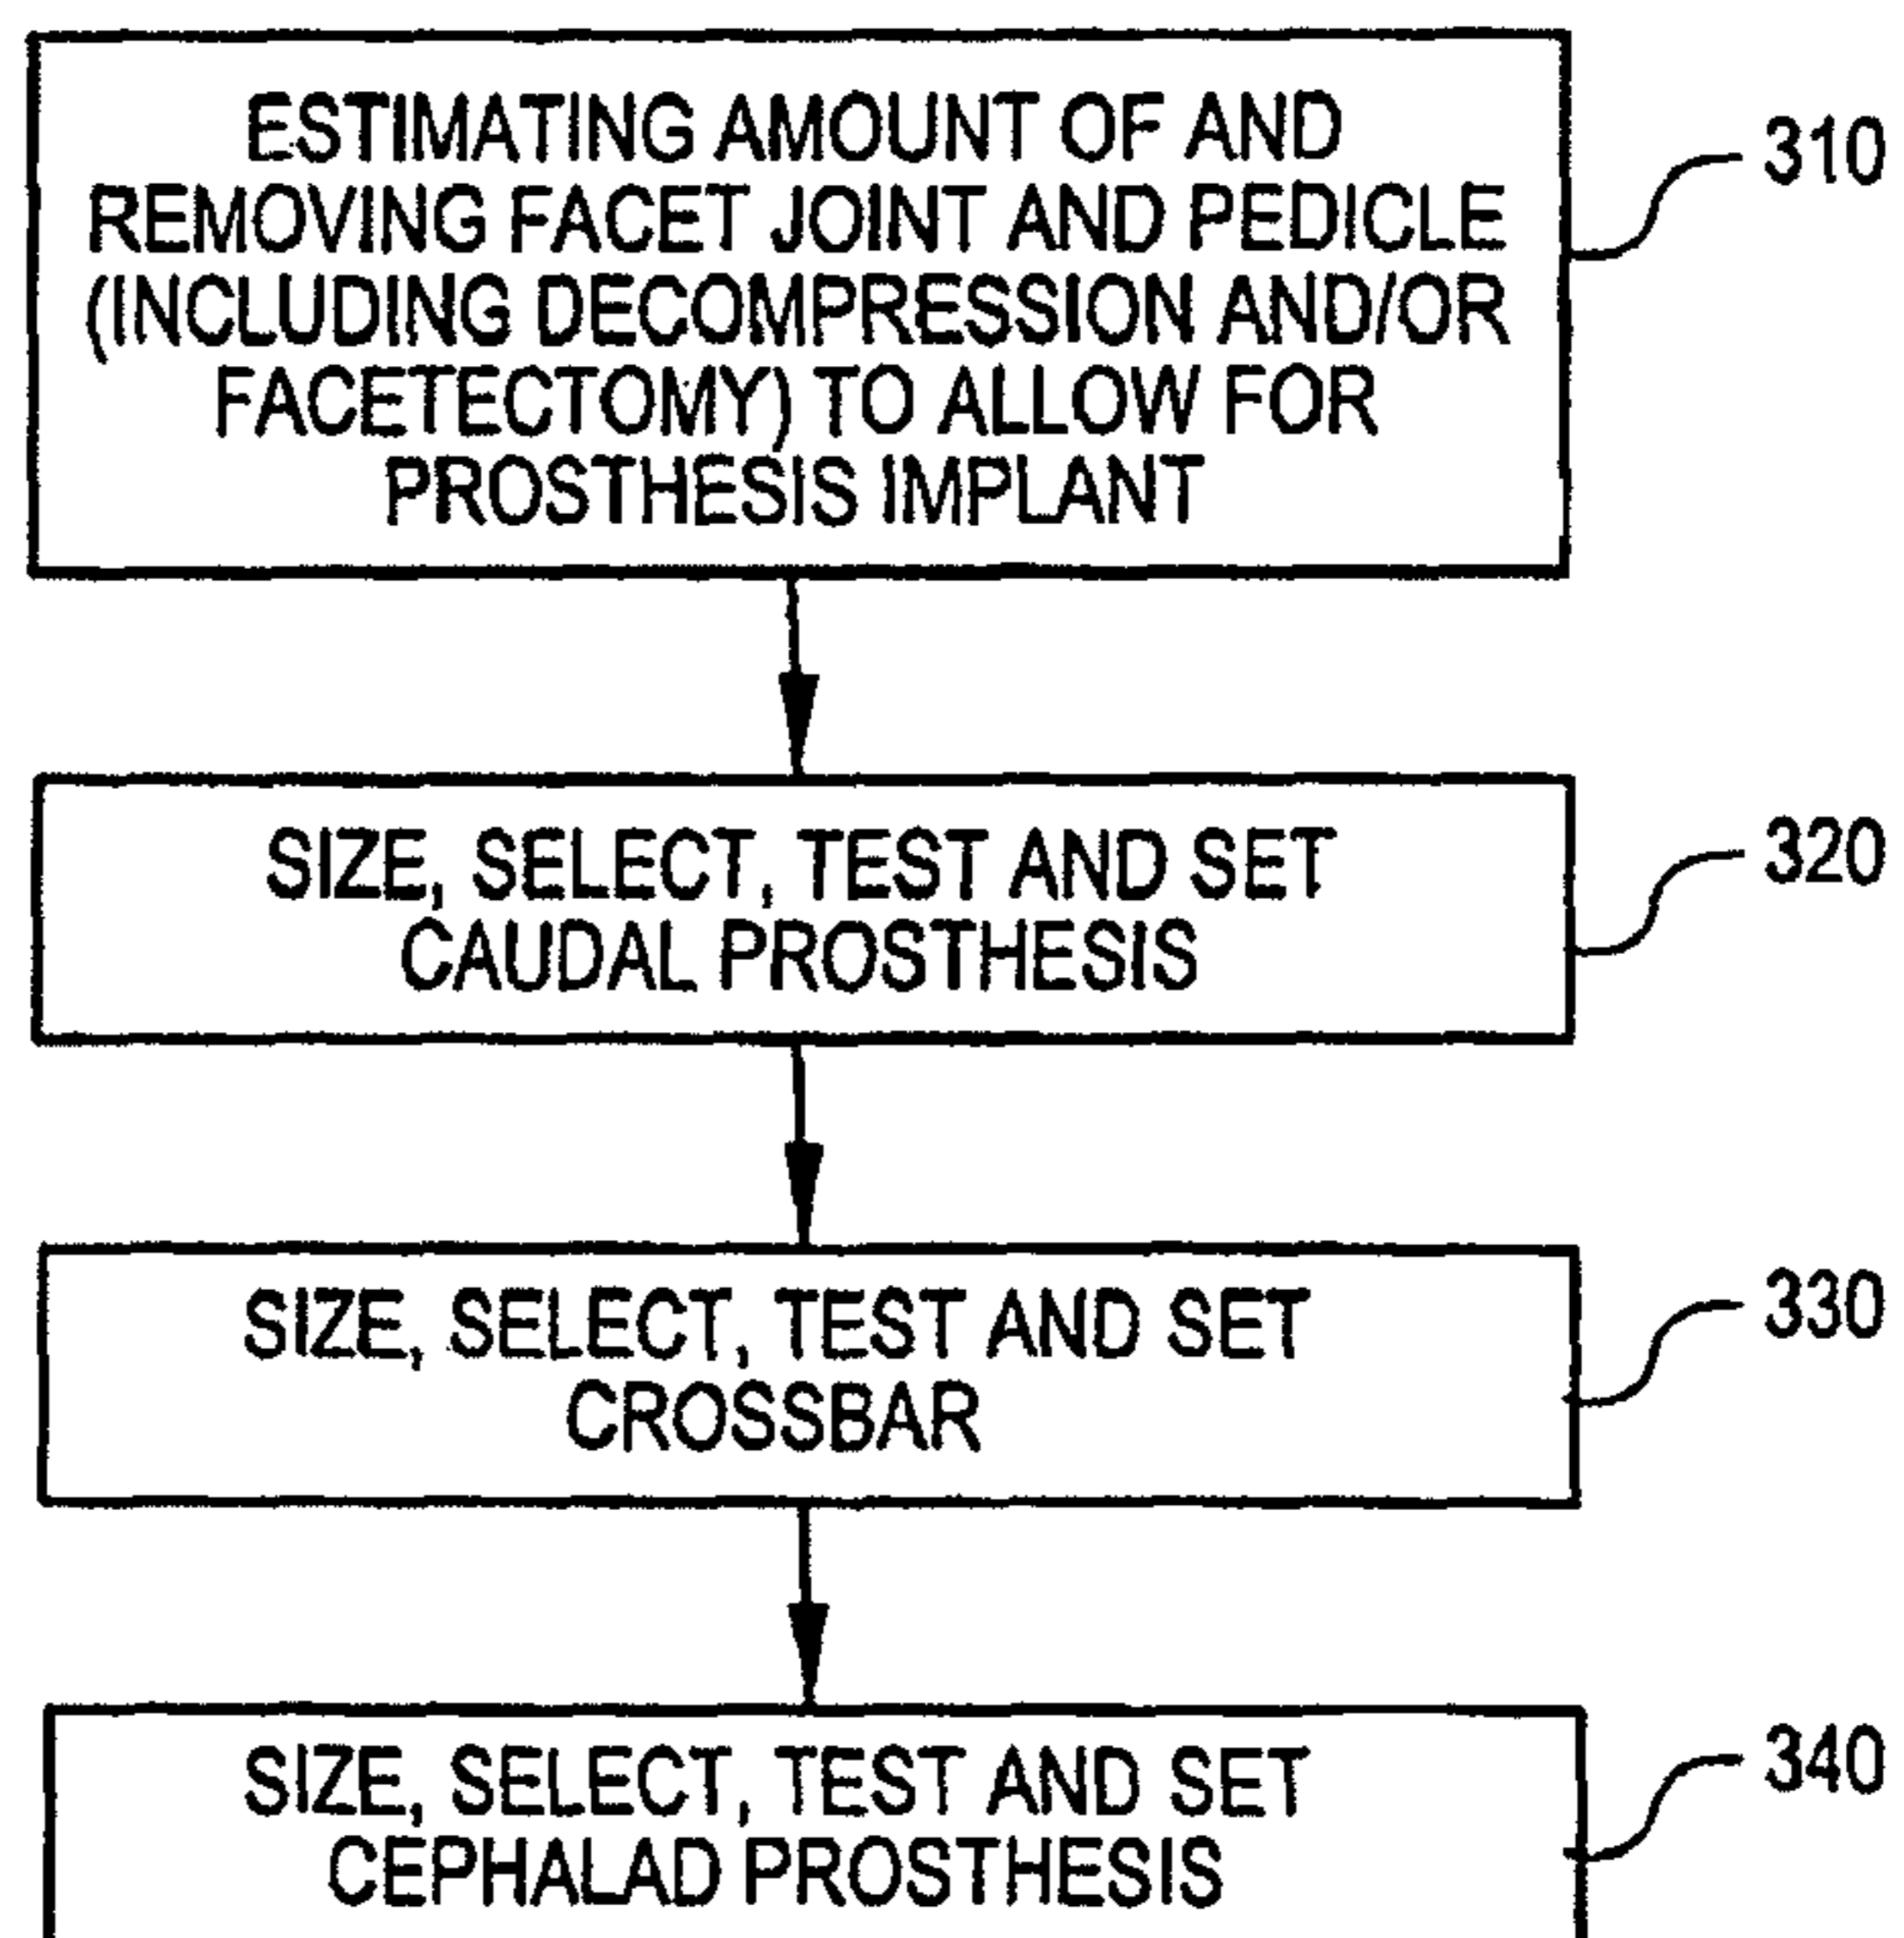 ESTIMATING AMOUNT OF AND
REMOVING FACET JOINT AND PEDICLE
(INCLUDING DECOMPRESSION AND/OR
FACETECTOMY) TO ALLOW FOR
PROSTHESIS IMPLANT
310
SIZE, SELECT, TEST AND SET
CAUDAL PROSTHESIS
320
SIZE, SELECT, TEST AND SET
CROSSBAR
330
SIZE, SELECT, TEST AND SET
CEPHALAD PROSTHESIS
340